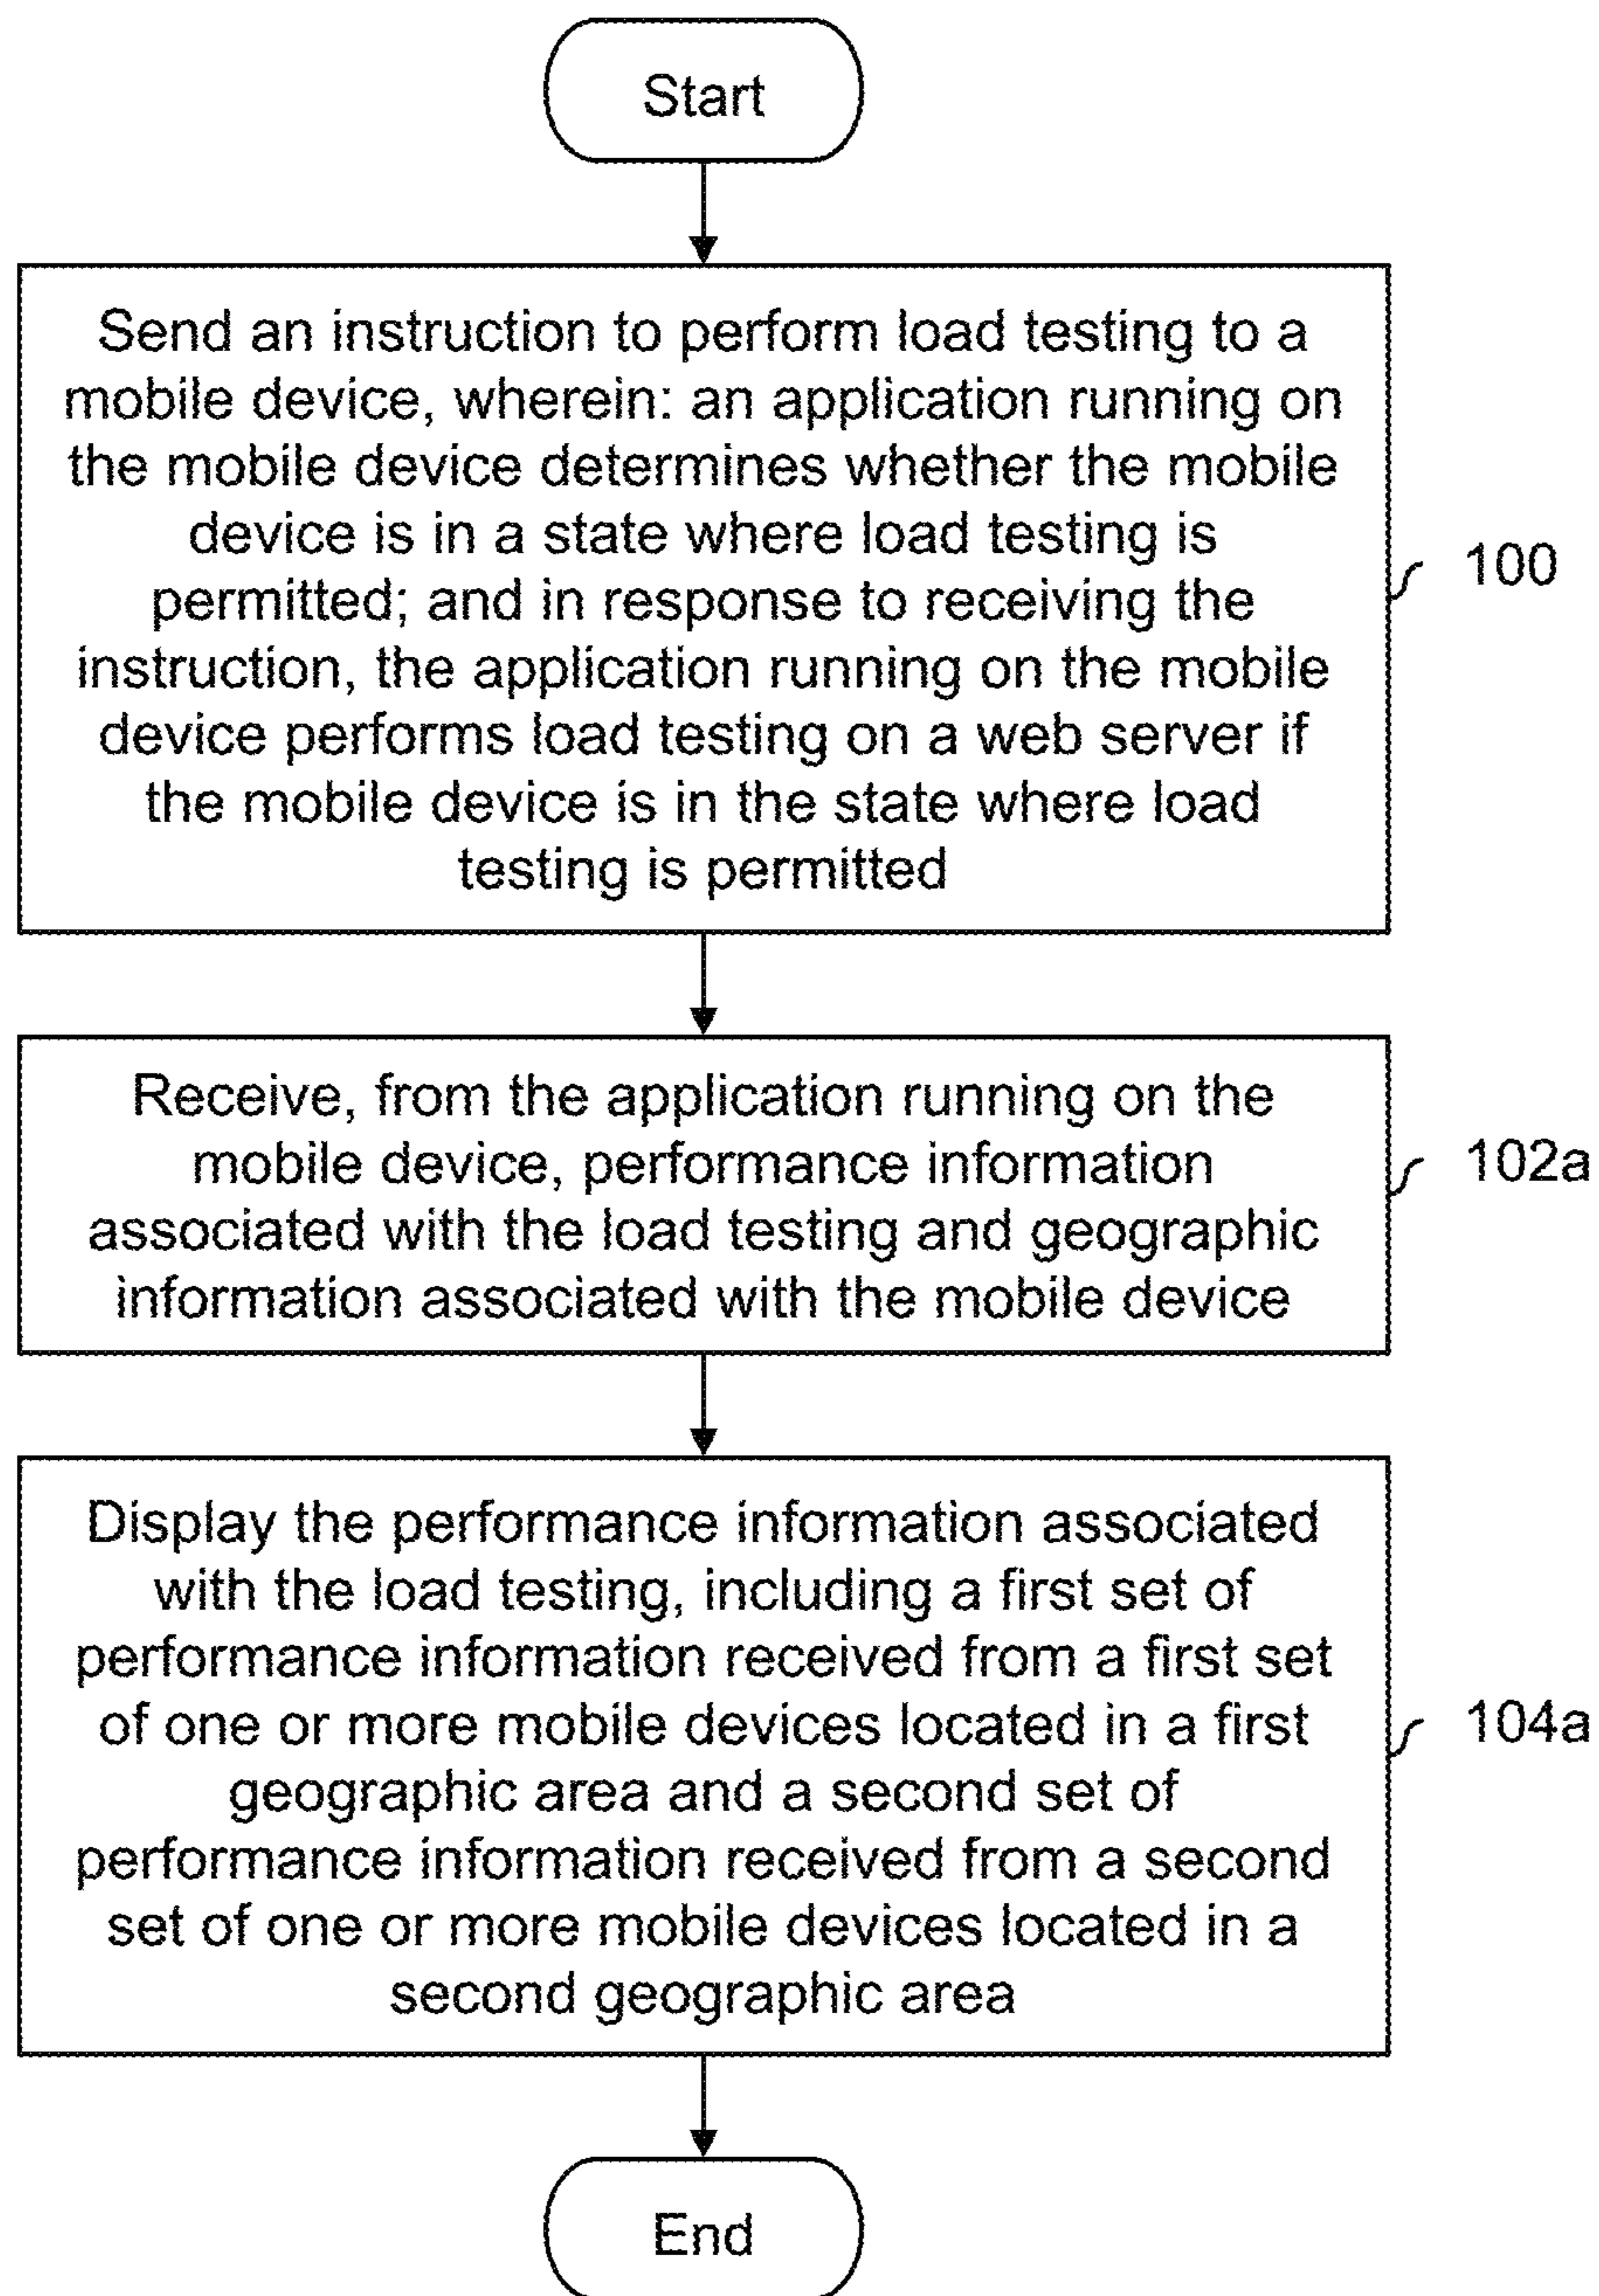 Start
Send an instruction to perform load testing to a
mobile device, wherein: an application running on
the mobile device determines whether the mobile
device is in a state where load testing is
permitted; and in response to receiving the
instruction, the application running on the mobile
device performs load testing on a web server if
the mobile device is in the state where load
testing is permitted
100
Receive, from the application running on the
mobile device, performance information
associated with the load testing and geographic
information associated with the mobile device
102a
Display the performance information associated
with the load testing, including a first set of
performance information received from a first set
of one or more mobile devices located in a first
geographic area and a second set of
performance information received from a second
set of one or more mobile devices located in a
second geographic area
104a
End